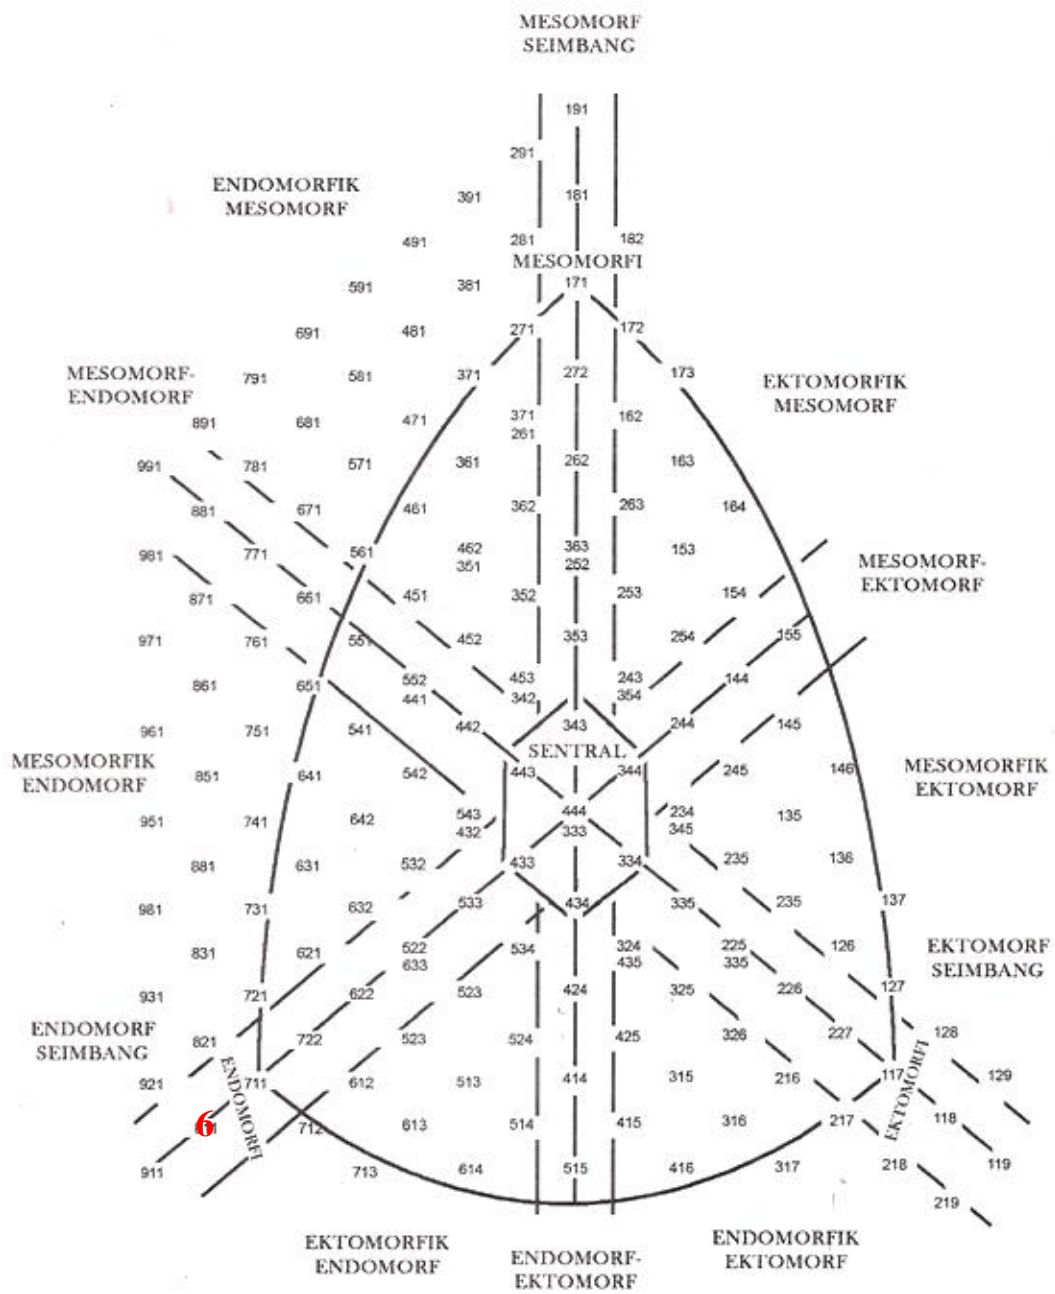 MESOMORF
SEIMBANG
191
291
ENDOMORFIK
MESOMORF
391 181
491 281 182
MESOMORFI
591 381 171
691 481 271 172
MESOMORF-
ENDOMORF
791 581 371 272 173
EKTOMORFIK
MESOMORF
891 681 471 371 162
261
991 781 571 361 262 163
881 671 461 362 263 164
981 771 561 462 363 153
351 252
MESOMORF-
EKTOMORF
871 661 451 352 253 154
971 761 551 452 353 254 155
861 651 552 453 243 144
441 342 354
961 751 541 442 343 244 145
MESOMORFIK
ENDOMORF
SENTRAL
MESOMORFIK
EKTOMORF
851 641 542 443 344 245 146
951 741 642 543 444 234 135
432 333 345
881 631 532 433 334 235 136
981 731 632 533 434 335 235 137
831 621 522 534 324 225 126
633 435 335
EKTOMORF
SEIMBANG
931 721 622 523 424 325 226 127
ENDOMORF
SEIMBANG
821 722 523 524 425 326 227 128
921 711 612 513 414 315 216 117 129
ENDOMORFI
EKTOMORFI
6 712 613 514 415 316 217 118
911 713 614 515 416 317 218 119
219
EKTOMORFIK
ENDOMORF
ENDOMORF-
EKTOMORF
ENDOMORFIK
EKTOMORF